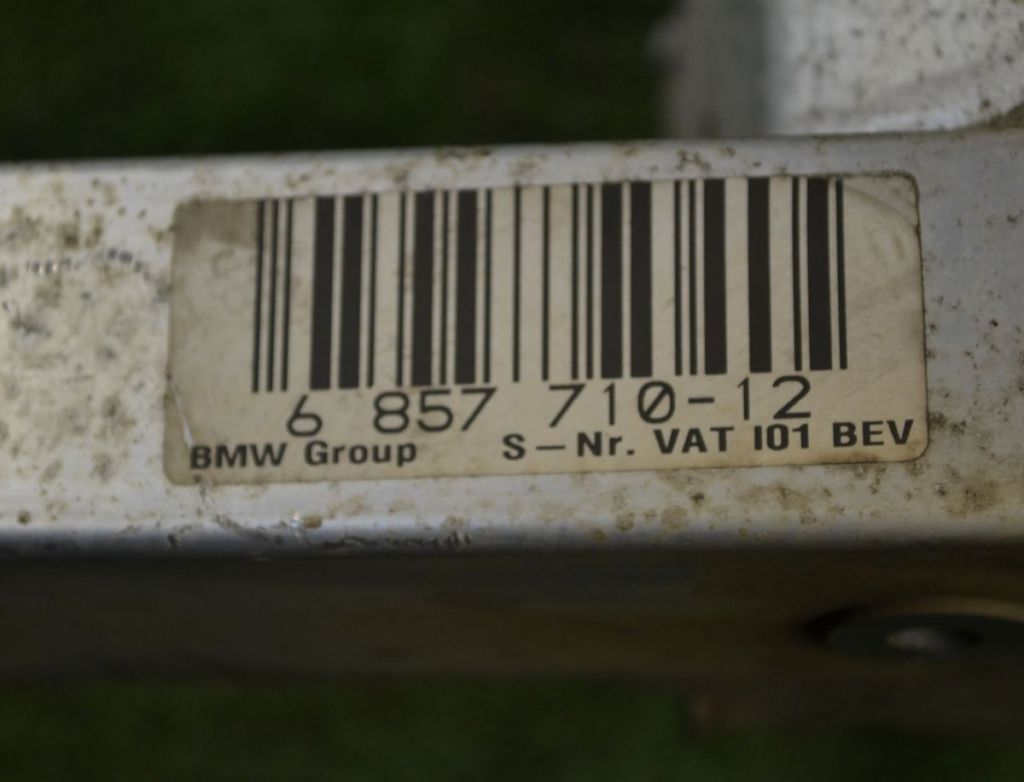 6 857 710-12
BMW Group S-Nr. VAT I01 BEV